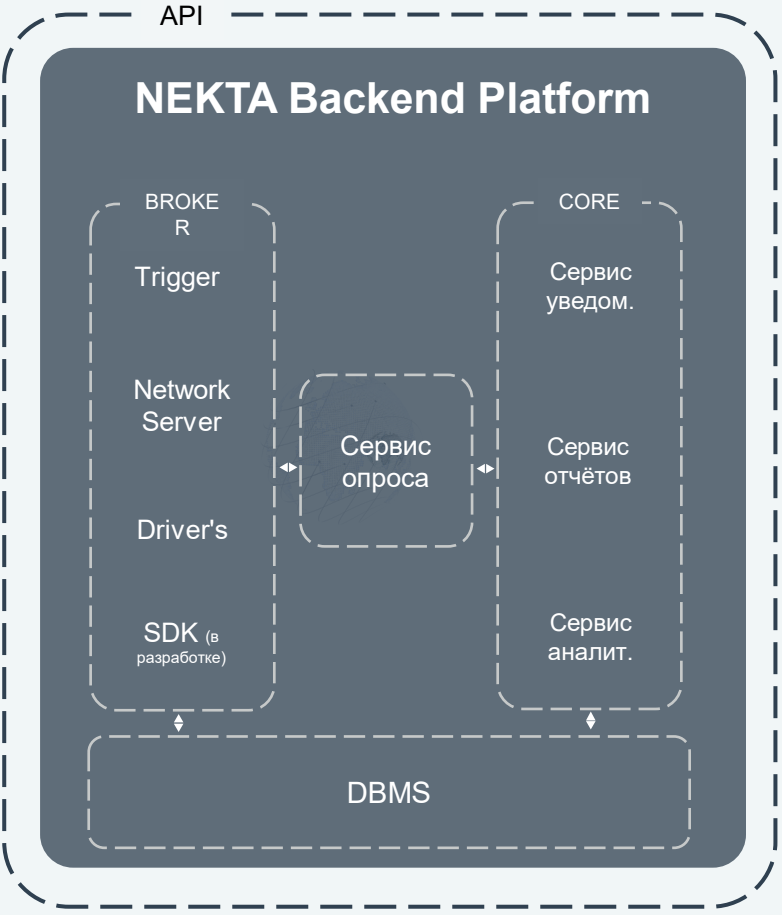 API
NEKTA Backend Platform
BROKE
R
Trigger
Network
Server
Driver's
SDK (в
разработке)
Сервис
опроса
CORE
Сервис
уведом.
Сервис
отчётов
Сервис
аналит.
DBMS